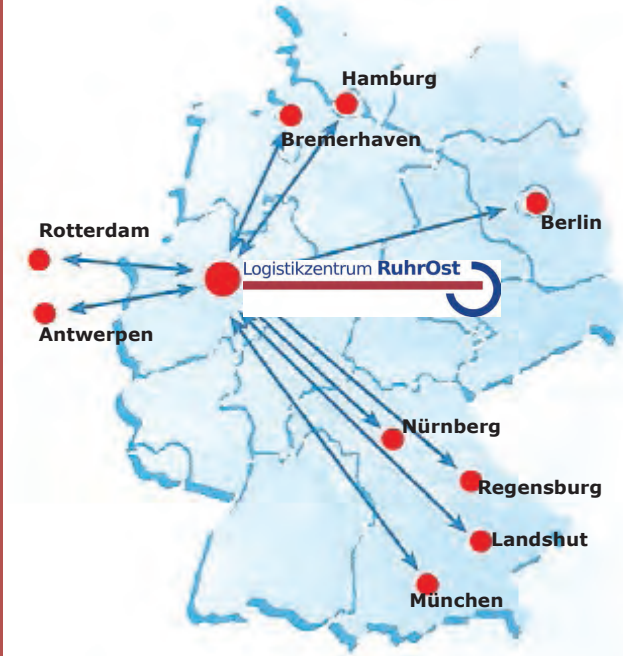 Hamburg
Bremerhaven
Berlin
Rotterdam
Logistikzentrum RuhrOst
Antwerpen
Nürnberg
Regensburg
Landshut
München